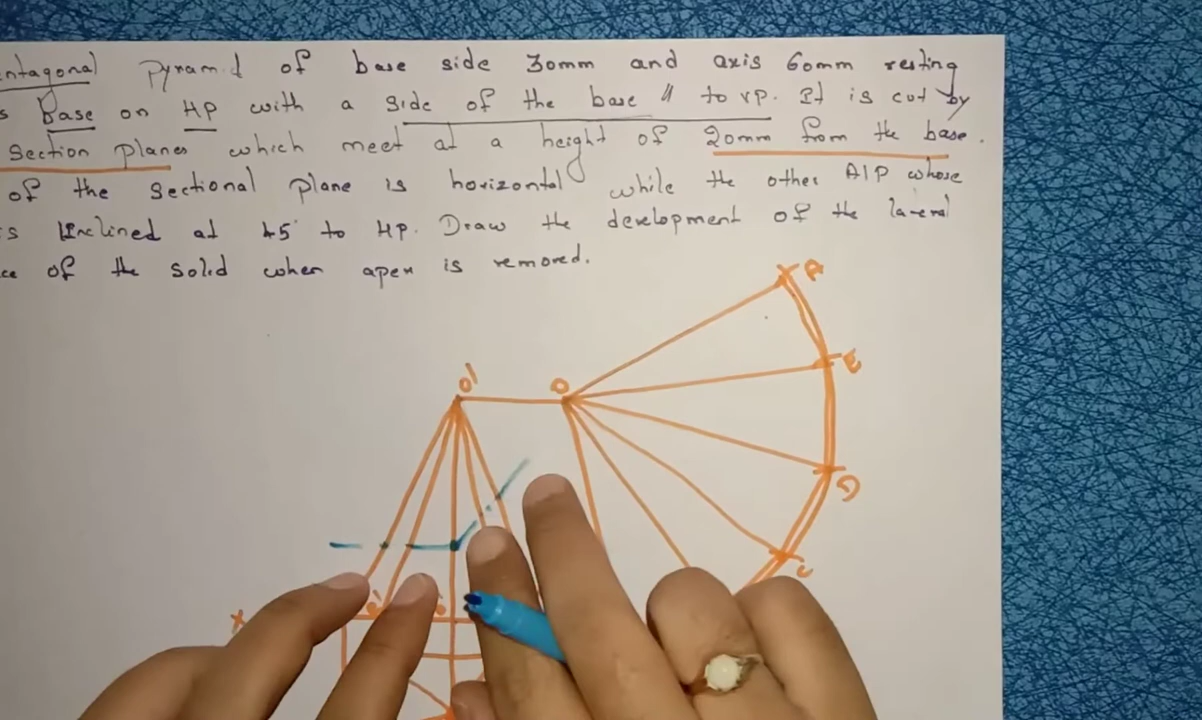 ntagonal Pyramid of base side 30mm and axis 60mm resting
s Base on HP with a side of the base 11 to VP. It is cut by
Section planes which meet at a height of 20mm from the base.
of the sectional plane is horizontal while the other AIP whose
s Inclined at 45° to HP. Draw the development of the lateral
ce of the solid when apex is removed.
A
E
o' O
D
C
X